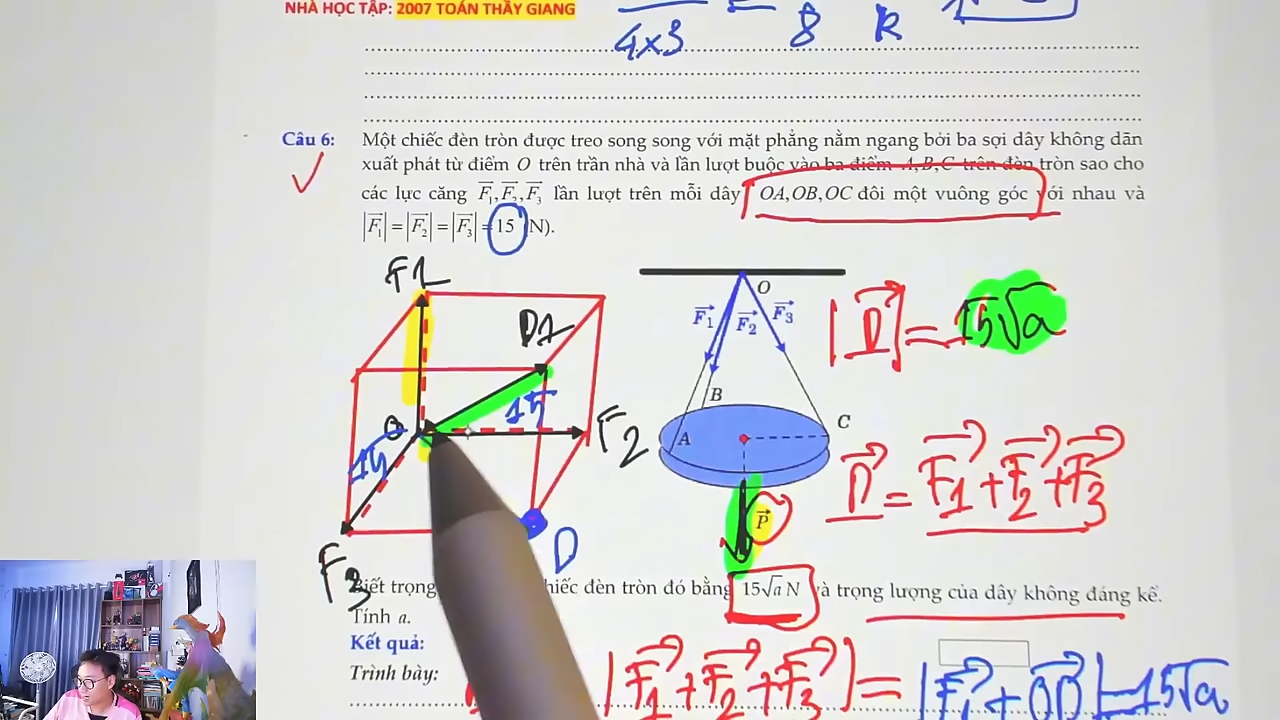 NHÀ HỌC TẬP: 2007 TOÁN THẦY GIANG
4x3 = 8 k
Câu 6: Một chiếc đèn tròn được treo song song với mặt phẳng nằm ngang bởi ba sợi dây không dãn
xuất phát từ điểm O trên trần nhà và lần lượt buộc vào ba điểm A,B,C trên đèn tròn sao cho
các lực căng F₁, F₂, F₃ lần lượt trên mỗi dây OA,OB,OC đôi một vuông góc với nhau và
|F₁| = |F₂| = |F₃| = 15 (N).
F1
O
F₁ F₂ F₃
|P| = 15√a
D1
15
B
C
O
F2
A
15
P = F1 + F2 + F3
P
D
F3
Biết trọng hiếc đèn tròn đó bằng 15√a N và trọng lượng của dây không đáng kể.
Tính a.
Kết quả:
Trình bày:
|F1 + F2 + F3| = |F1 + OD| = 15√a